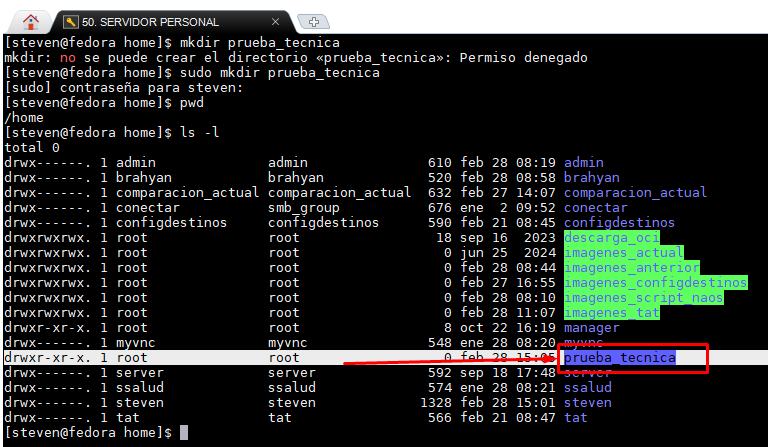 50. SERVIDOR PERSONAL
[steven@fedora home]$ mkdir prueba_tecnica
mkdir: no se puede crear el directorio «prueba_tecnica»: Permiso denegado
[steven@fedora home]$ sudo mkdir prueba_tecnica
[sudo] contraseña para steven:
[steven@fedora home]$ pwd
/home
[steven@fedora home]$ ls -l
total 0
drwx------. 1 admin admin 610 feb 28 08:19 admin
drwx------. 1 brahyan brahyan 520 feb 28 08:58 brahyan
drwx------. 1 comparacion_actual comparacion_actual 632 feb 27 14:07 comparacion_actual
drwx------. 1 conectar smb_group 676 ene 2 09:52 conectar
drwx------. 1 configdestinos configdestinos 590 feb 21 08:45 configdestinos
drwxrwxrwx. 1 root root 18 sep 16 2023 descarga_oci
drwxrwxrwx. 1 root root 0 jun 25 2024 imagenes_actual
drwxrwxrwx. 1 root root 0 feb 28 08:44 imagenes_anterior
drwxrwxrwx. 1 root root 0 feb 27 16:55 imagenes_configdestinos
drwxrwxrwx. 1 root root 0 feb 28 08:10 imagenes_script_naos
drwxrwxrwx. 1 root root 0 feb 28 11:07 imagenes_tat
drwxr-xr-x. 1 root root 8 oct 22 16:19 manager
drwx------. 1 myvnc myvnc 548 ene 28 08:20 myvnc
drwxr-xr-x. 1 root root 0 feb 28 15:05 prueba_tecnica
drwx------. 1 server server 592 sep 18 17:48 server
drwx------. 1 ssalud ssalud 574 ene 28 08:21 ssalud
drwx------. 1 steven steven 1328 feb 28 15:01 steven
drwx------. 1 tat tat 566 feb 21 08:47 tat
[steven@fedora home]$